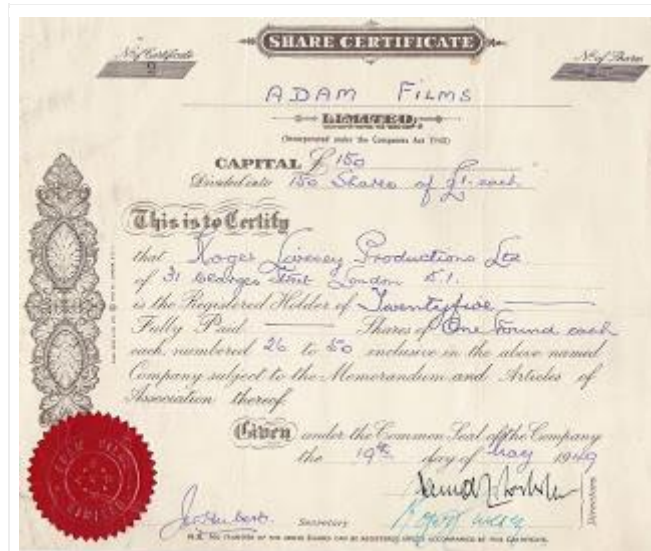 SHARE CERTIFICATE
No. of Certificate
2
No. of Shares
25
ADAM FILMS
LIMITED,
(Incorporated under the Companies Act 1948)
CAPITAL £ 150
Divided into 150 Shares of £1. each
This is to Certify
that Roger Livesey Productions Ltd
of 31 Georges Street London
is the Registered Holder of Twentyfive
Fully Paid Shares of One Pound each
each, numbered 26 to 50 inclusive in the above named
Company subject to the Memorandum and Articles of
Association thereof.
Given under the Common Seal of the Company
the 19th day of May 1949
Directors
Secretary
LIMITED